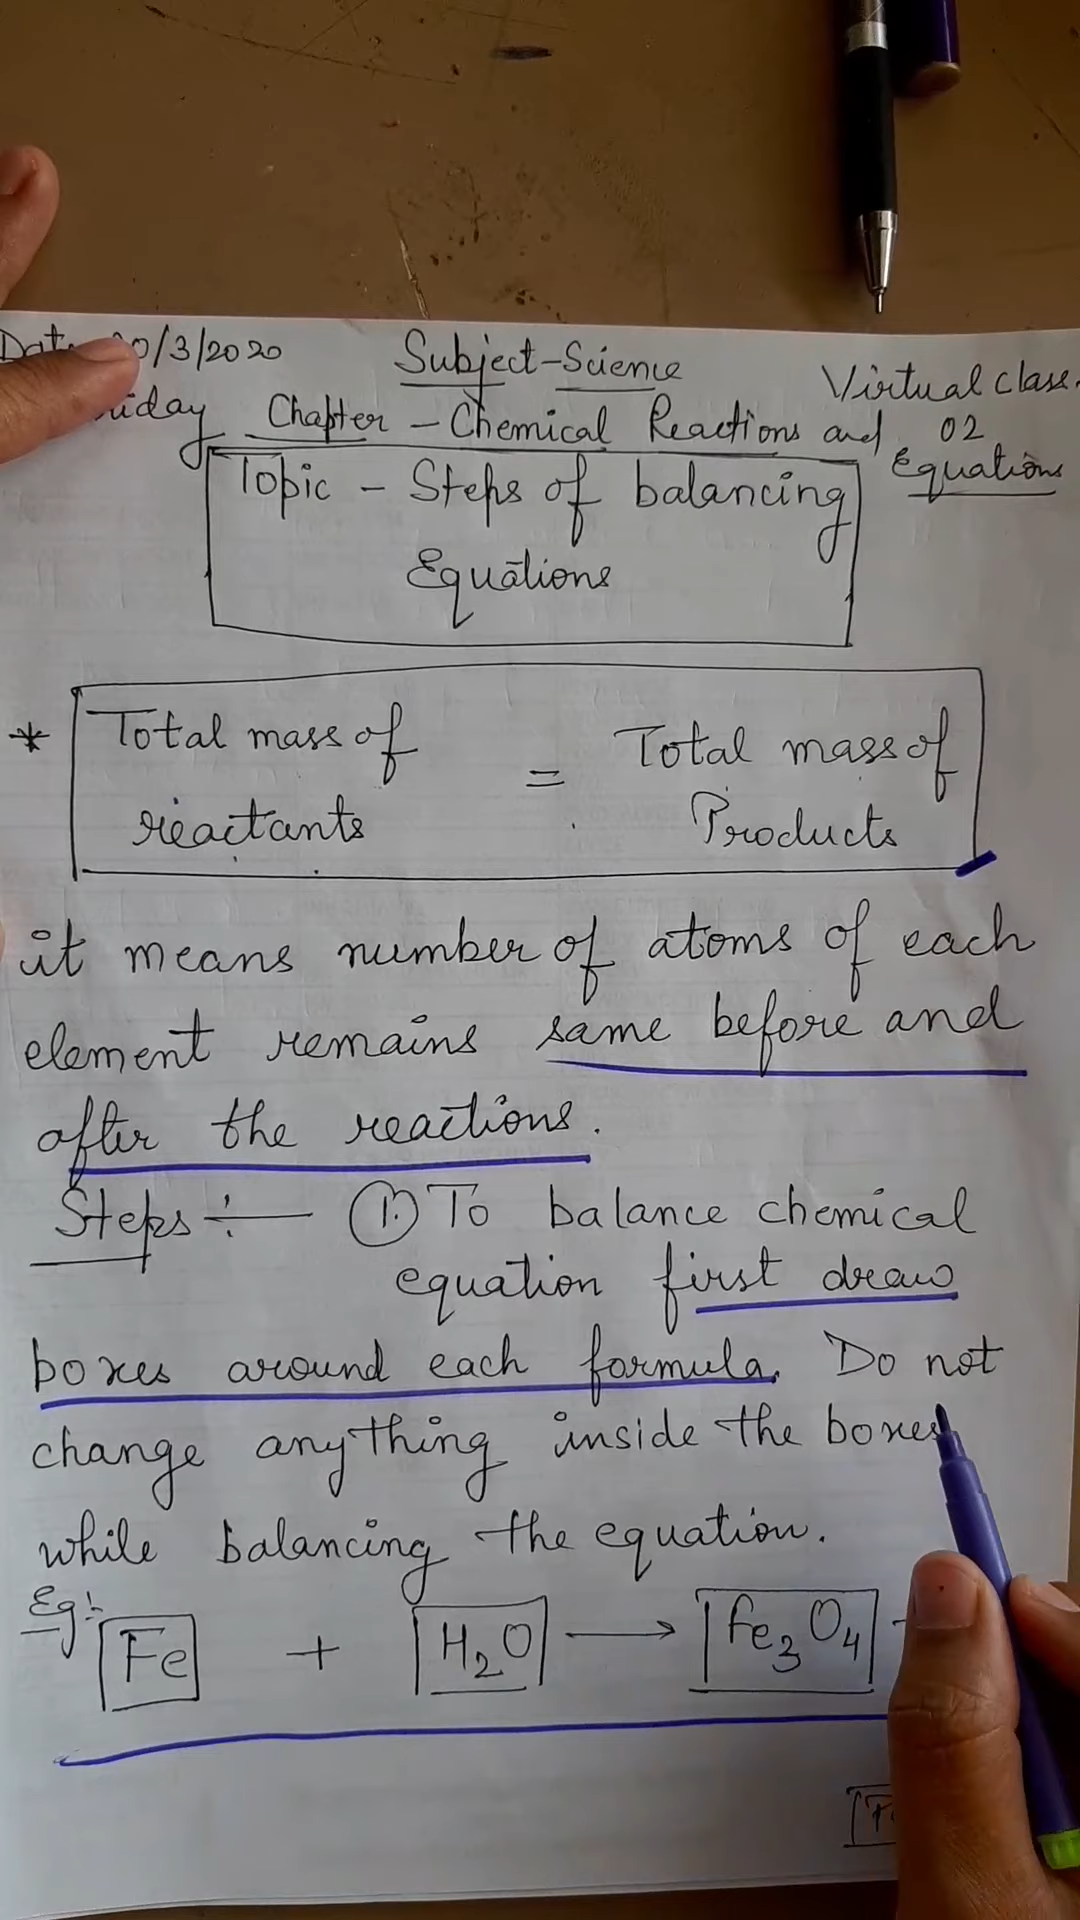 Date 0/3/2020 Subject-Science Virtual class.
riday Chapter - Chemical Reactions and 02
Equations
Topic - Steps of balancing
Equations
* Total mass of = Total mass of
reactants Products
it means number of atoms of each
element remains same before and
after the reactions.
Steps ÷ — ① To balance chemical
equation first draw
boxes around each formula. Do not
change anything inside the boxes
while balancing the equation.
Eg:- Fe + H₂O → Fe₃O₄